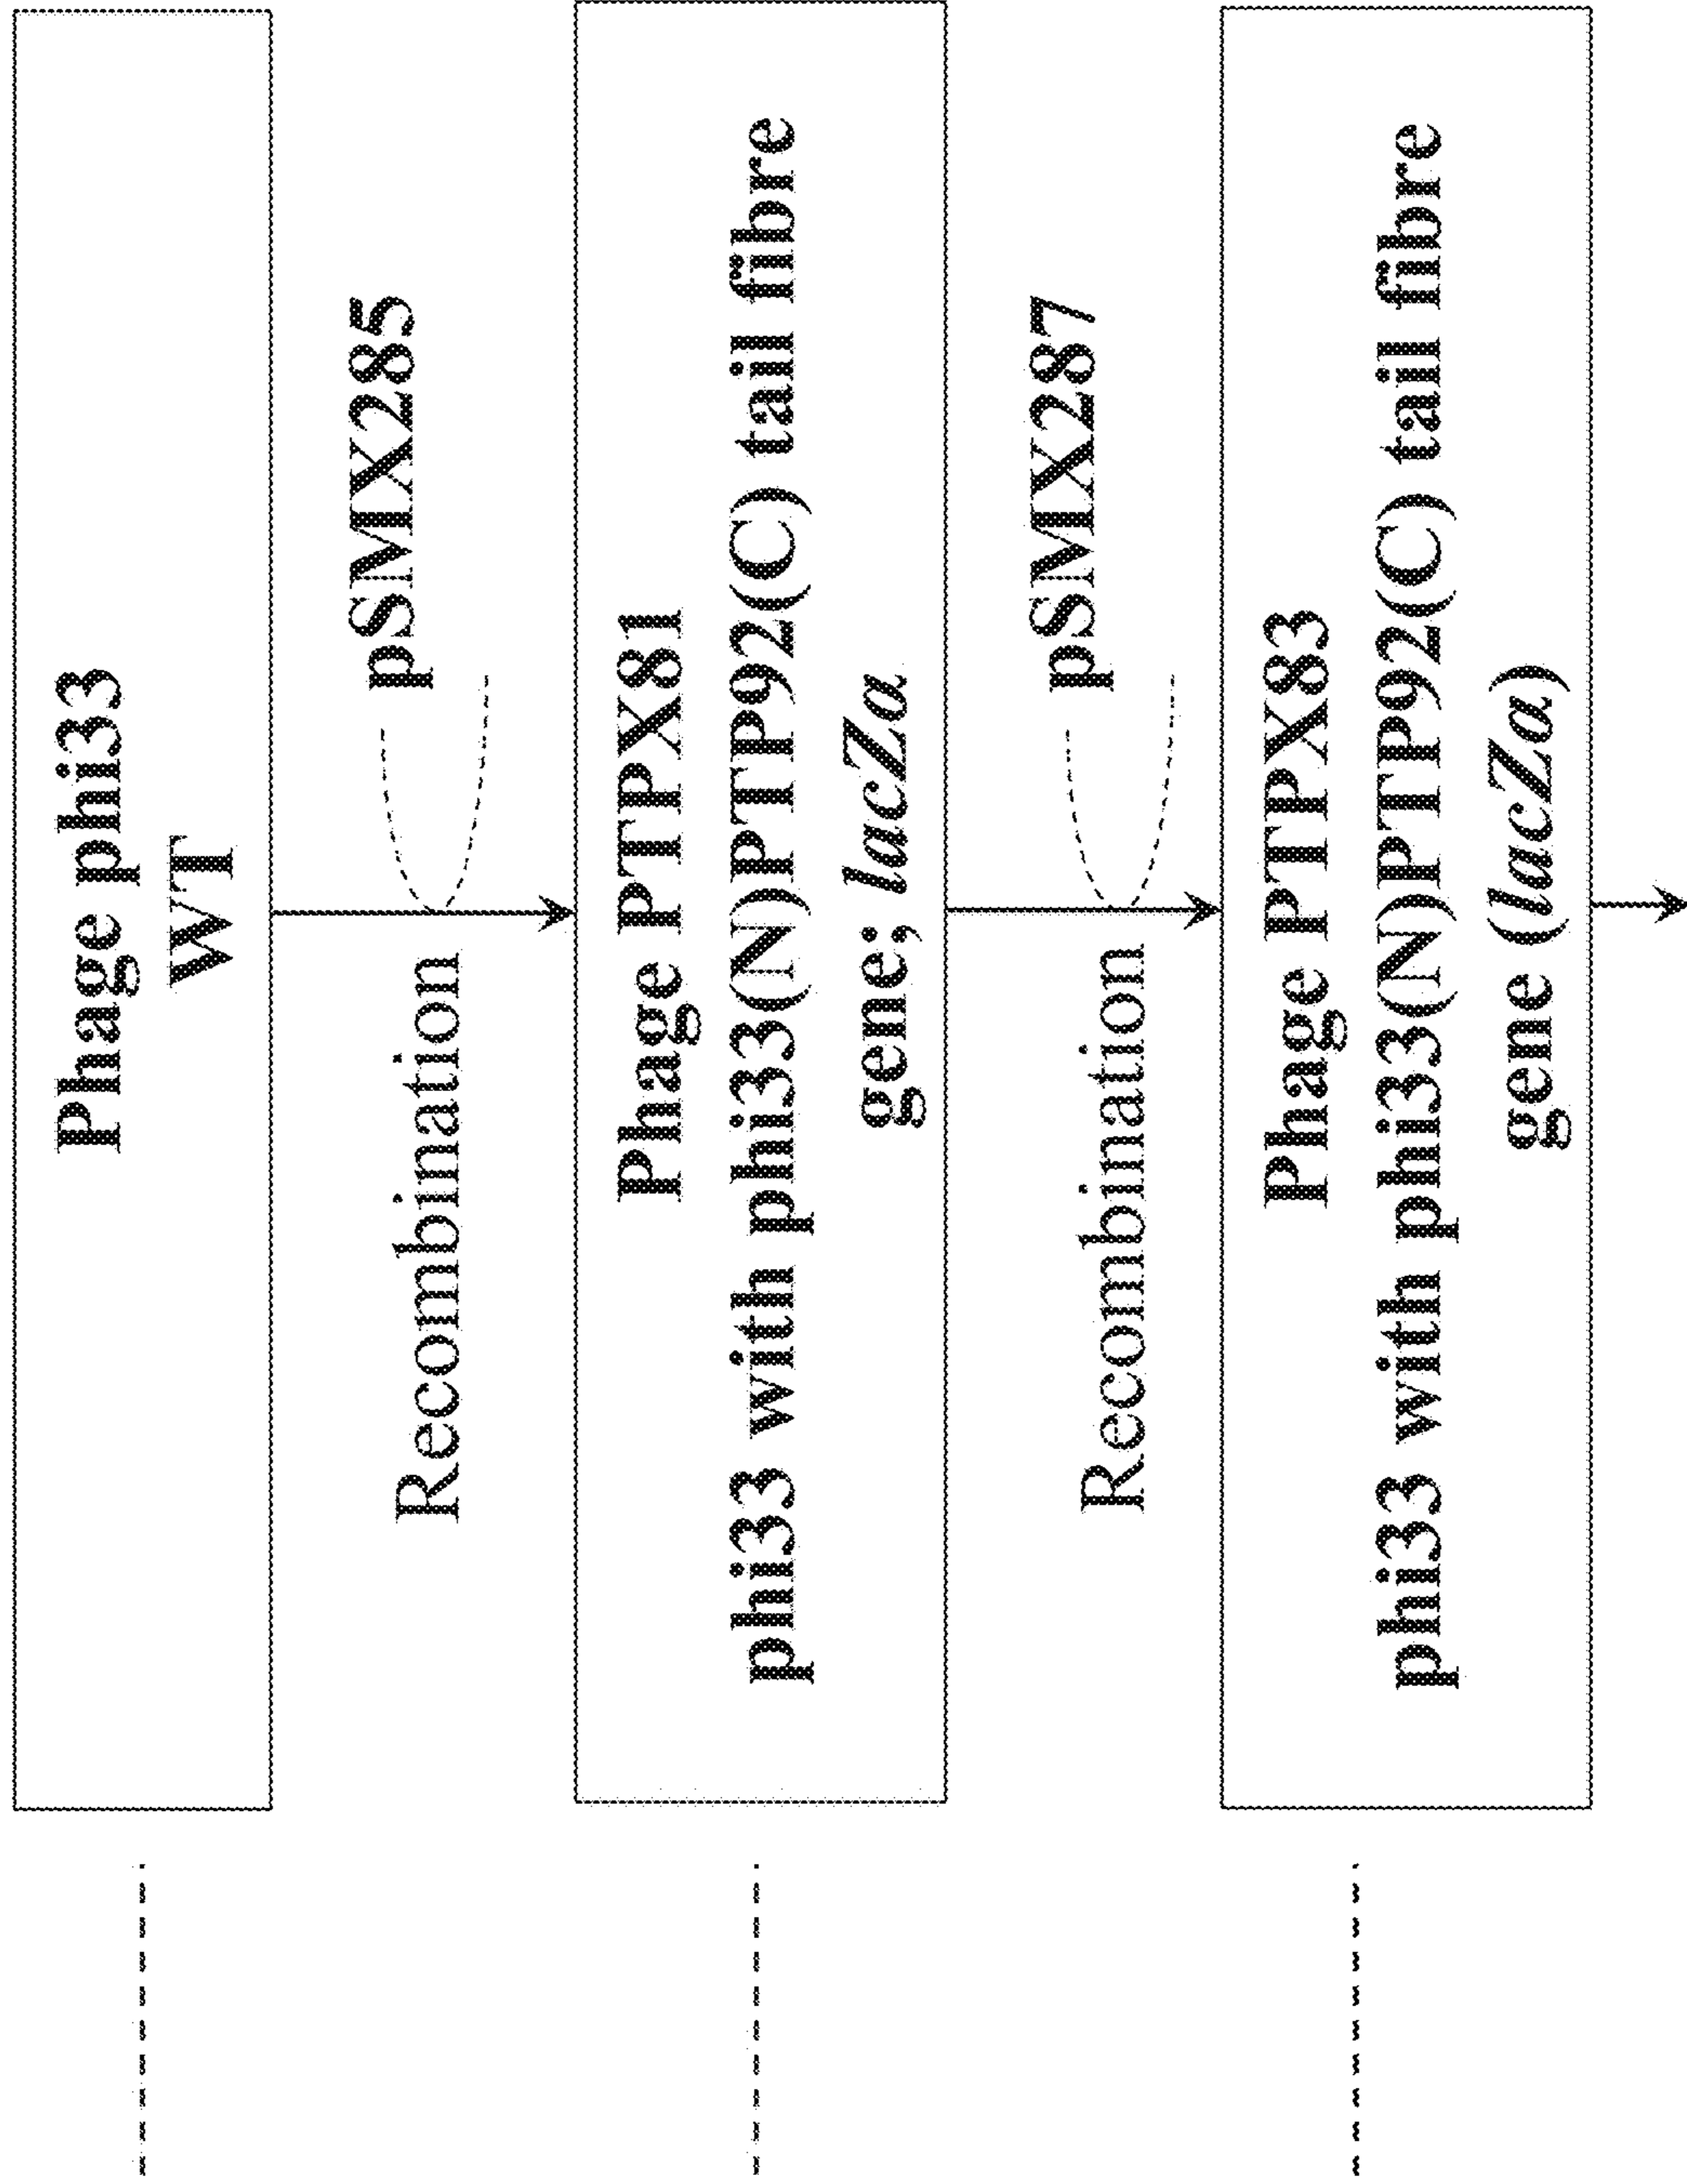 Phage phi33
WT
Recombination
pSMX285
Phage PTPX81
phi33 with phi33(N)PTP92(C) tail fibre
gene; lacZα
Recombination
pSMX287
Phage PTPX83
phi33 with phi33(N)PTP92(C) tail fibre
gene (lacZα)